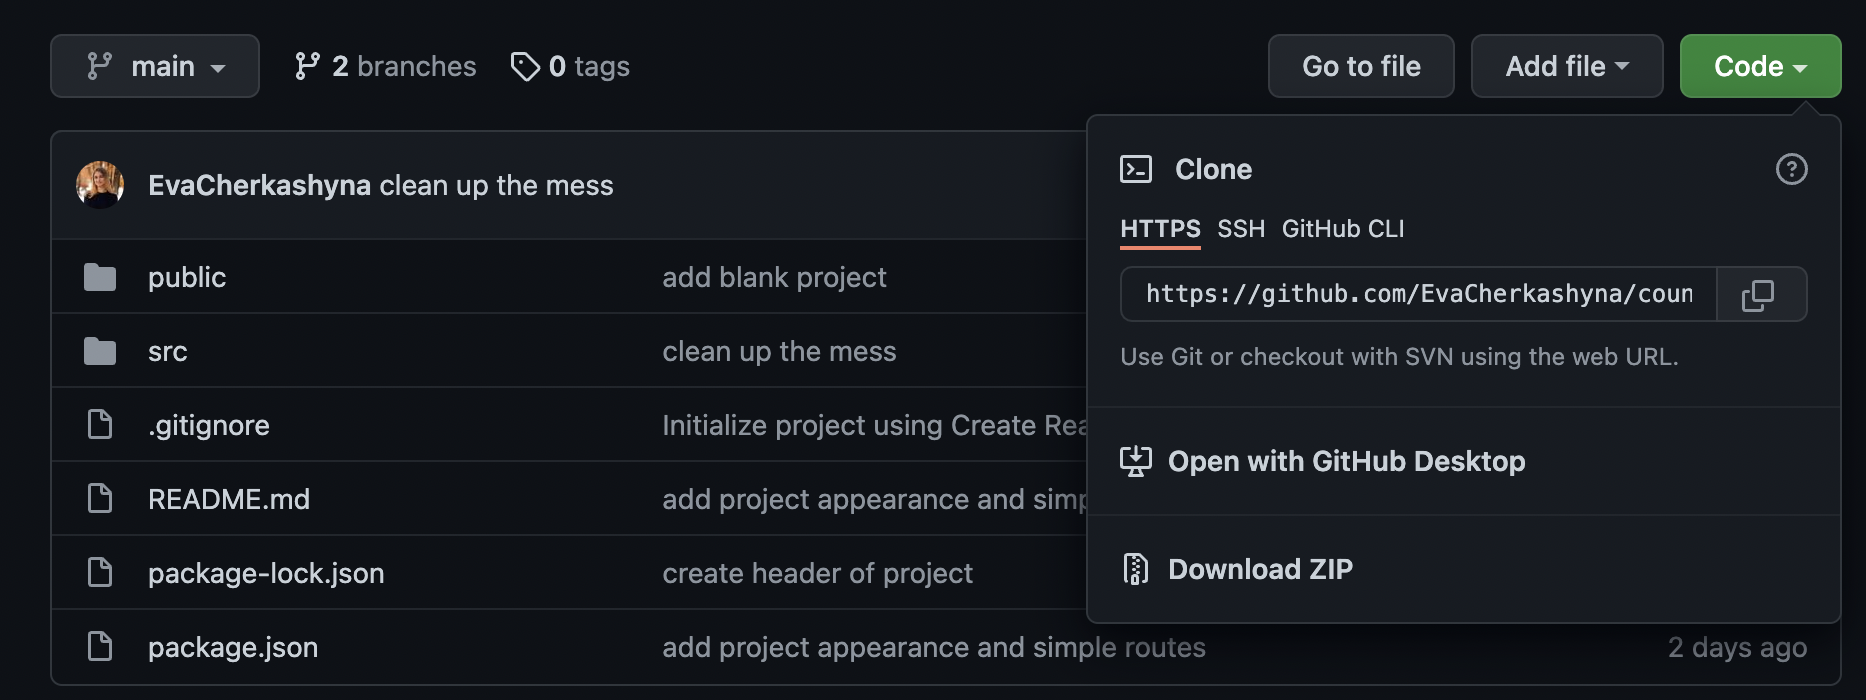 main
2 branches
0 tags
Go to file
Add file
Code
EvaCherkashyna clean up the mess
Clone
HTTPS SSH GitHub CLI
https://github.com/EvaCherkashyna/coun
Use Git or checkout with SVN using the web URL.
Open with GitHub Desktop
Download ZIP
public add blank project
src clean up the mess
.gitignore Initialize project using Create Rea
README.md add project appearance and simp
package-lock.json create header of project
package.json add project appearance and simple routes 2 days ago